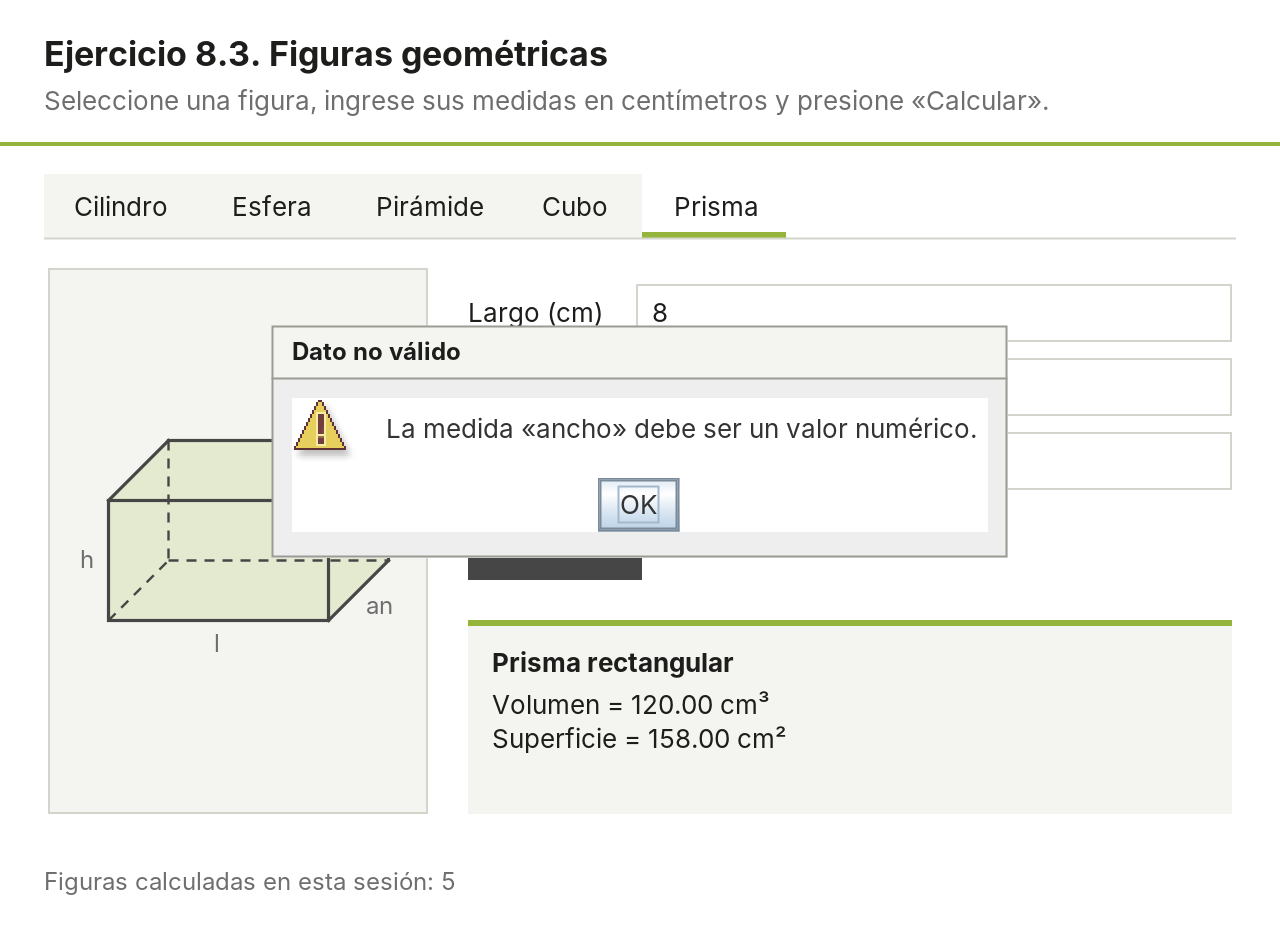 Ejercicio 8.3. Figuras geométricas
Seleccione una figura, ingrese sus medidas en centímetros y presione «Calcular».
Cilindro Esfera Pirámide Cubo Prisma
Largo (cm) 8
Dato no válido
La medida «ancho» debe ser un valor numérico.
OK
h
an
l
Prisma rectangular
Volumen = 120.00 cm³
Superficie = 158.00 cm²
Figuras calculadas en esta sesión: 5